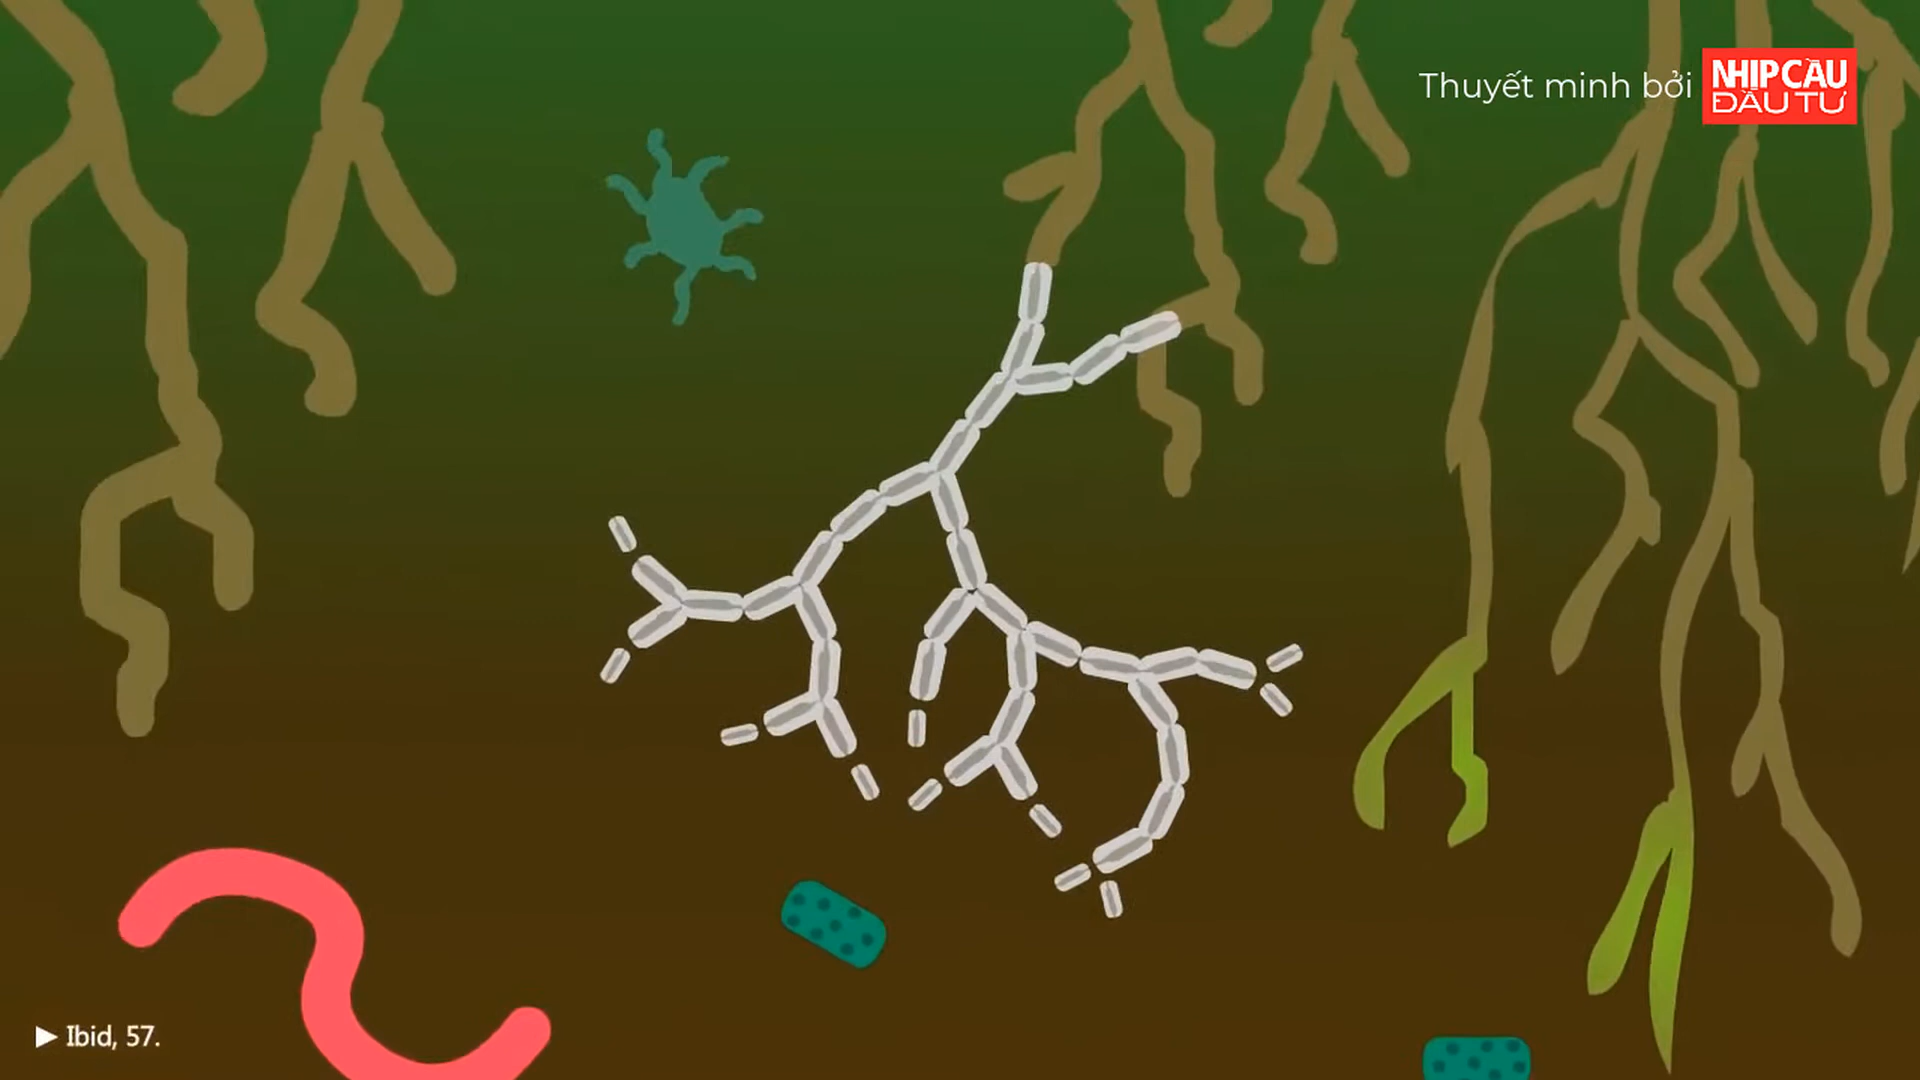 Thuyết minh bởi
NHỊP CẦU
ĐẦU TƯ
▶ Ibid, 57.